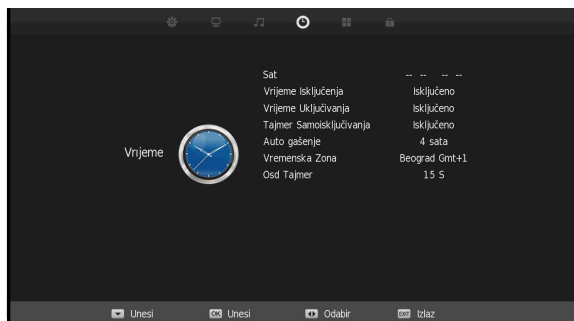 Sat -- -- -- --
Vrijeme Isključenja Isključeno
Vrijeme Uključivanja Isključeno
Tajmer Samoisključivanja Isključeno
Auto gašenje 4 sata
Vrijeme
Vremenska Zona Beograd Gmt+1
Osd Tajmer 15 S
Unesi OK Unesi Odabir EXIT Izlaz